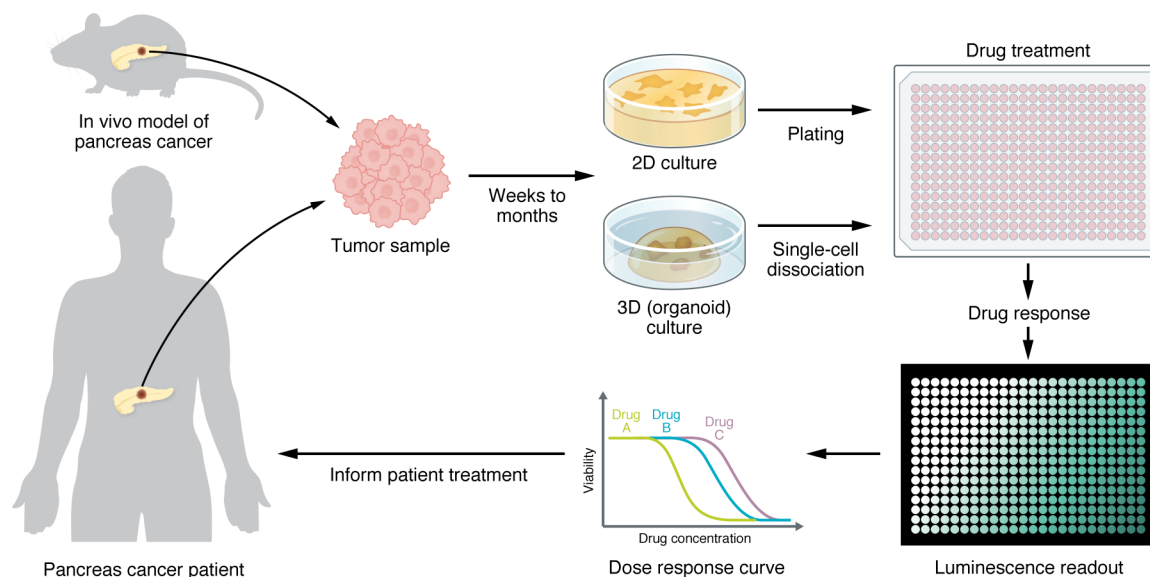 In vivo model of
pancreas cancer
Tumor sample
Weeks to
months
2D culture
3D (organoid)
culture
Plating
Single-cell
dissociation
Drug treatment
Drug response
Luminescence readout
Drug
A
Drug
B
Drug
C
Viability
Drug concentration
Dose response curve
Inform patient treatment
Pancreas cancer patient